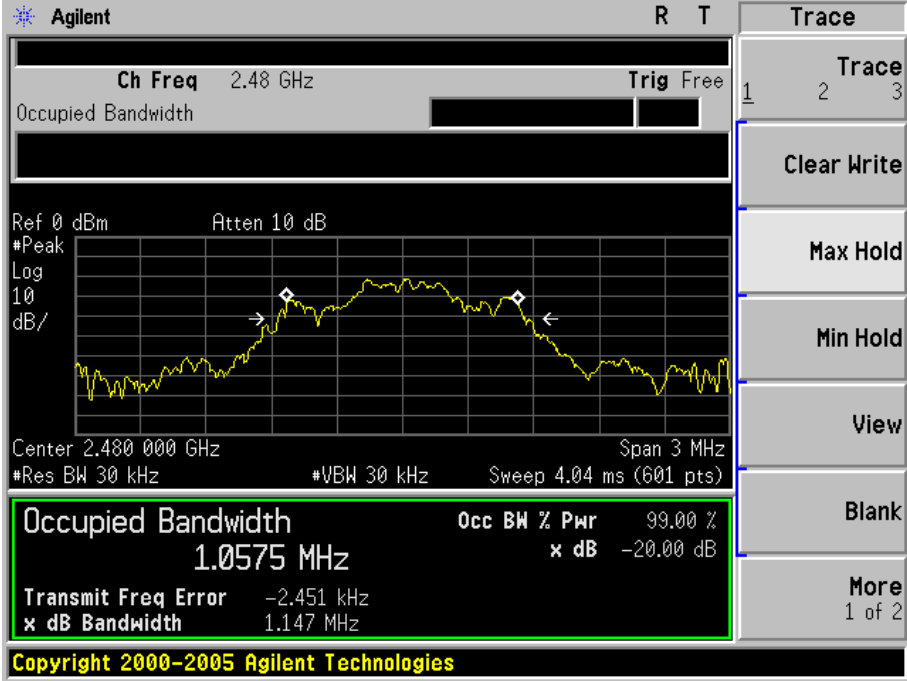 Agilent R T Trace
Ch Freq 2.48 GHz Trig Free
Occupied Bandwidth
Trace
1 2 3
Clear Write
Max Hold
Min Hold
View
Blank
More
1 of 2
Ref 0 dBm Atten 10 dB
#Peak
Log
10
dB/
Center 2.480 000 GHz Span 3 MHz
#Res BW 30 kHz #VBW 30 kHz Sweep 4.04 ms (601 pts)
Occupied Bandwidth Occ BW % Pwr 99.00 %
1.0575 MHz x dB -20.00 dB
Transmit Freq Error -2.451 kHz
x dB Bandwidth 1.147 MHz
Copyright 2000-2005 Agilent Technologies